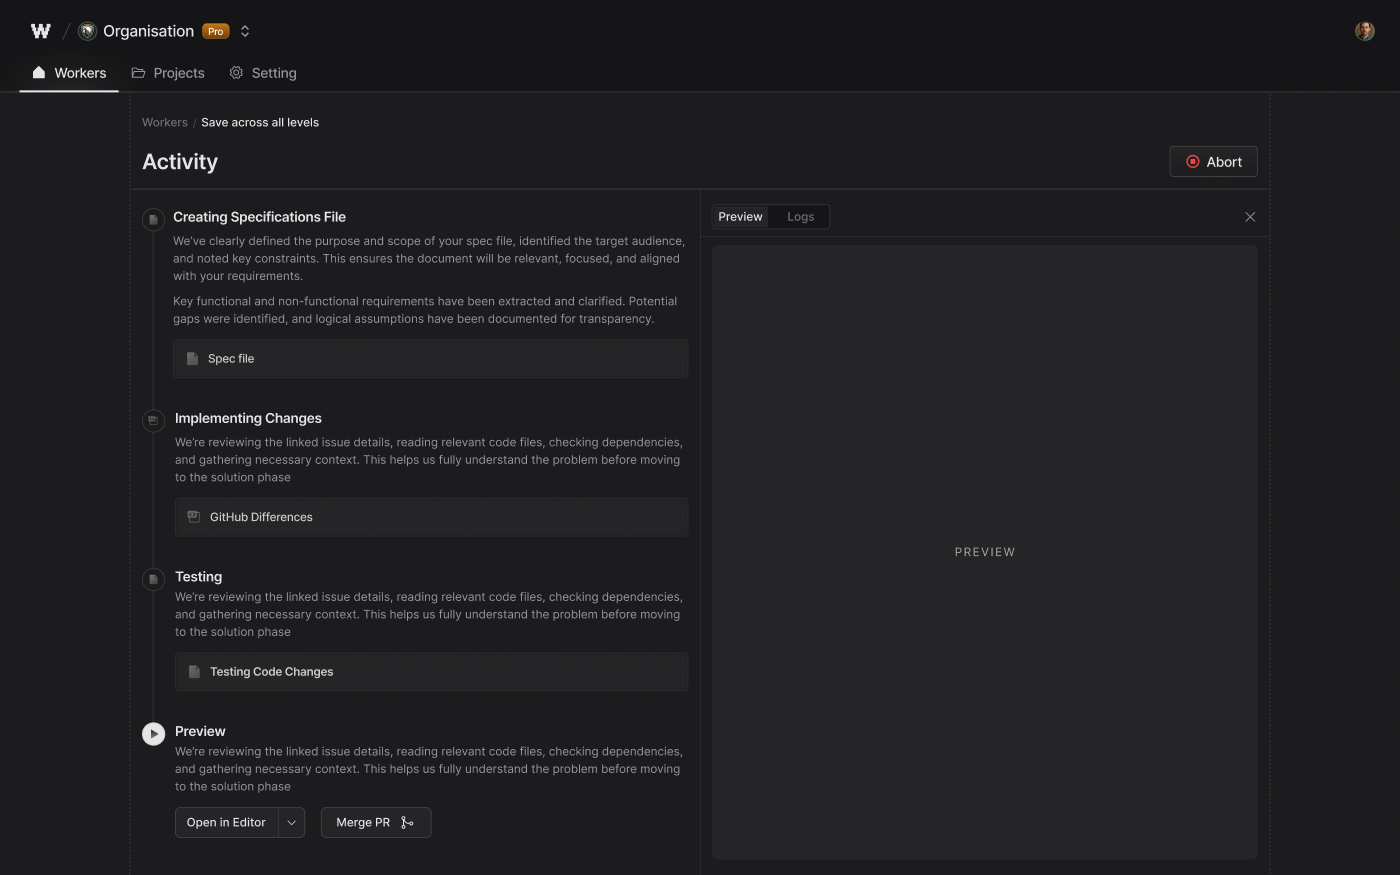 W / Organisation Pro
Workers Projects Setting
Workers / Save across all levels
Activity
Abort
Creating Specifications File
We've clearly defined the purpose and scope of your spec file, identified the target audience,
and noted key constraints. This ensures the document will be relevant, focused, and aligned
with your requirements.
Key functional and non-functional requirements have been extracted and clarified. Potential
gaps were identified, and logical assumptions have been documented for transparency.
Spec file
Implementing Changes
We're reviewing the linked issue details, reading relevant code files, checking dependencies,
and gathering necessary context. This helps us fully understand the problem before moving
to the solution phase
GitHub Differences
Testing
We're reviewing the linked issue details, reading relevant code files, checking dependencies,
and gathering necessary context. This helps us fully understand the problem before moving
to the solution phase
Testing Code Changes
Preview
We're reviewing the linked issue details, reading relevant code files, checking dependencies,
and gathering necessary context. This helps us fully understand the problem before moving
to the solution phase
Open in Editor
Merge PR
Preview Logs
PREVIEW